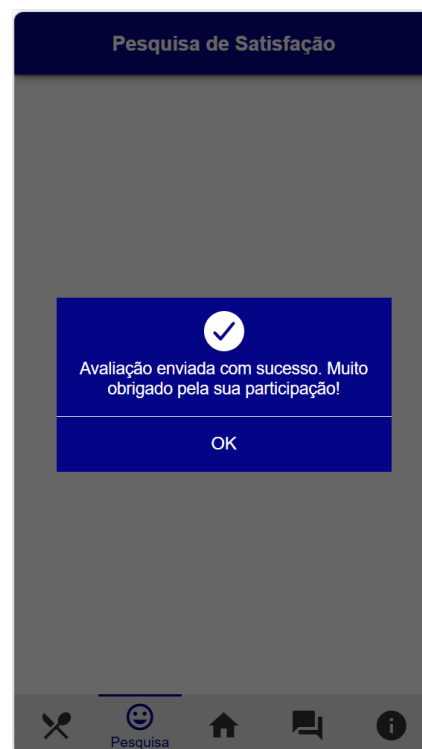 Pesquisa de Satisfação
Avaliação enviada com sucesso. Muito
obrigado pela sua participação!
OK
Pesquisa